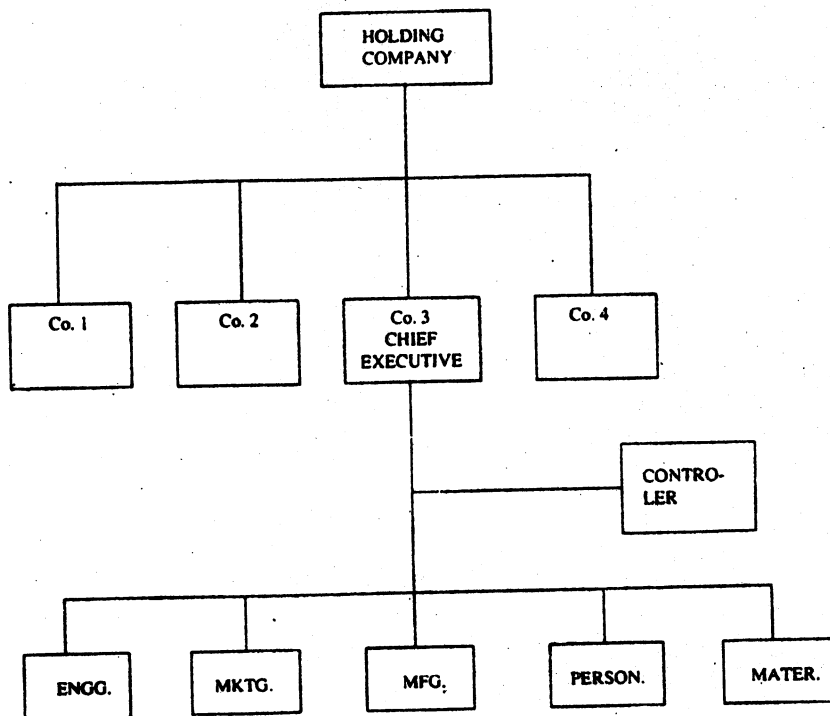 HOLDING
COMPANY
Co. 1
Co. 2
Co. 3
CHIEF
EXECUTIVE
Co. 4
CONTRO-
LER
ENGG.
MKTG.
MFG.
PERSON.
MATER.